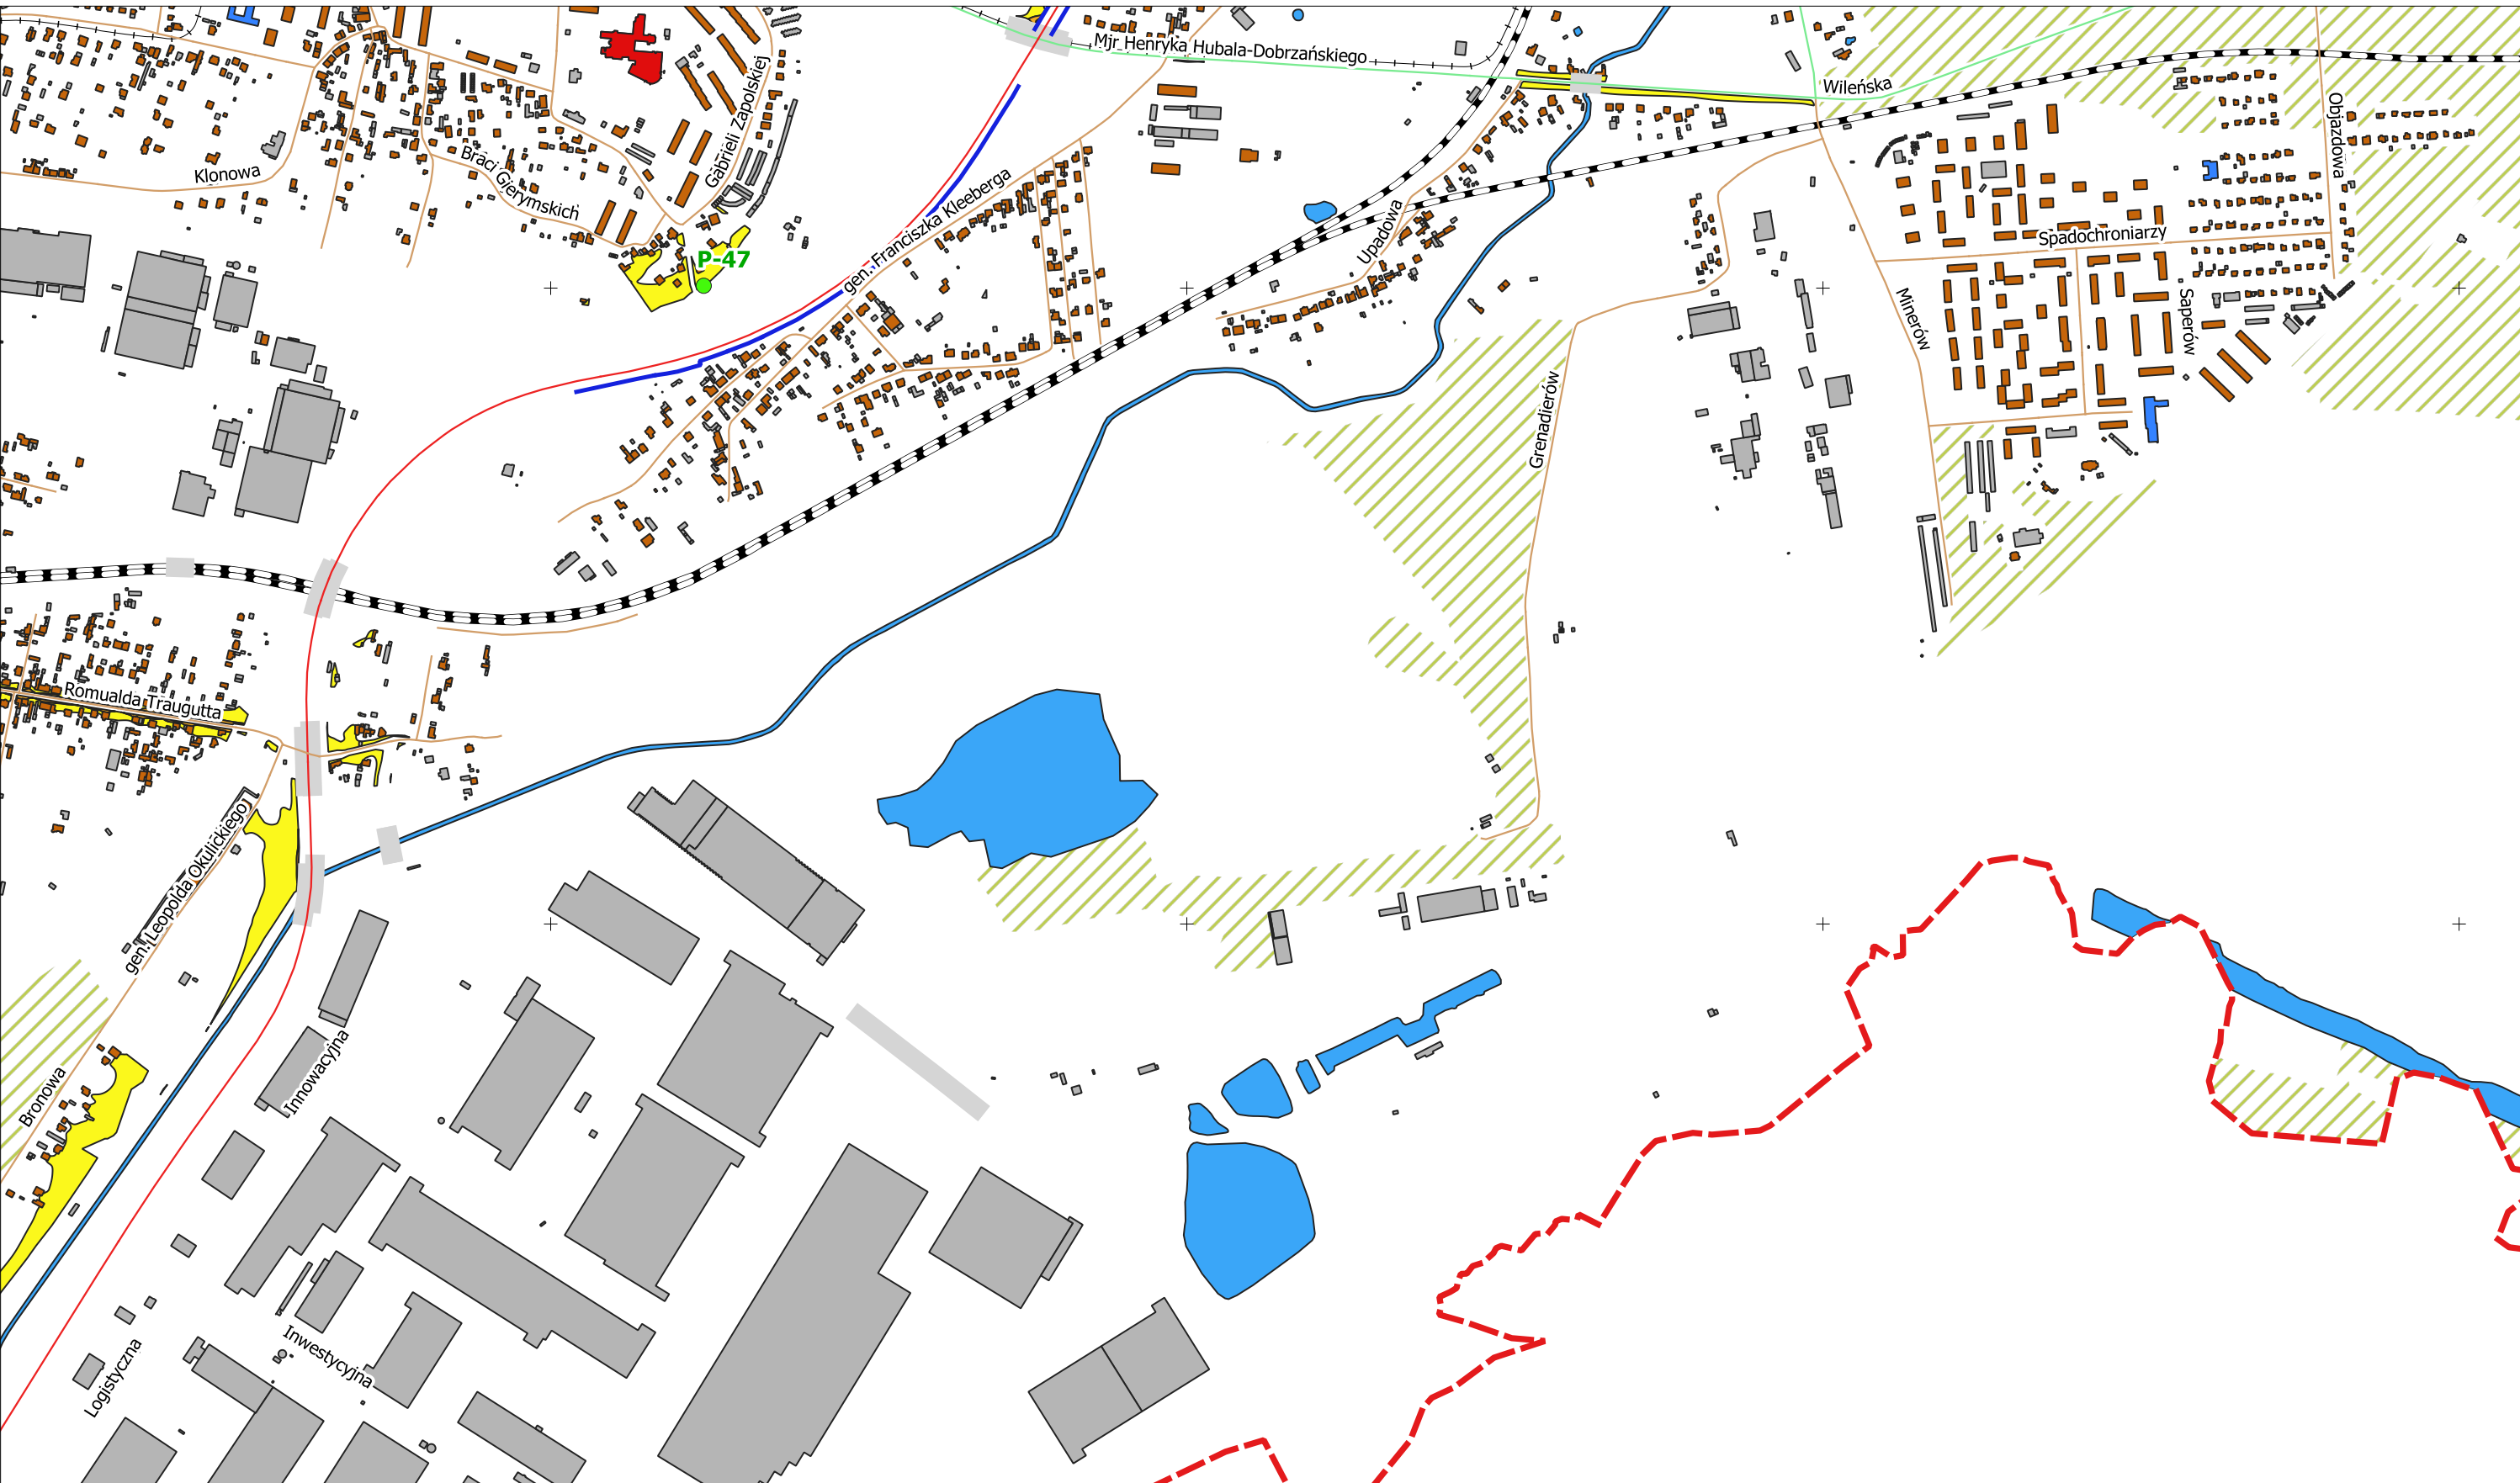 Mjr Henryka Hubala-Dobrzańskiego
Wileńska
Klonowa
Braci Gierymskich
Gabrieli Zapolskiej
gen. Franciszka Kleeberga
P-47
Upadowa
Objazdowa
Spadochroniarzy
Minerów
Saperów
Grenadierów
Romualda Traugutta
gen. Leopolda Okulickiego
Bronowa
Innowacyjna
Inwestycyjna
Logistyczna